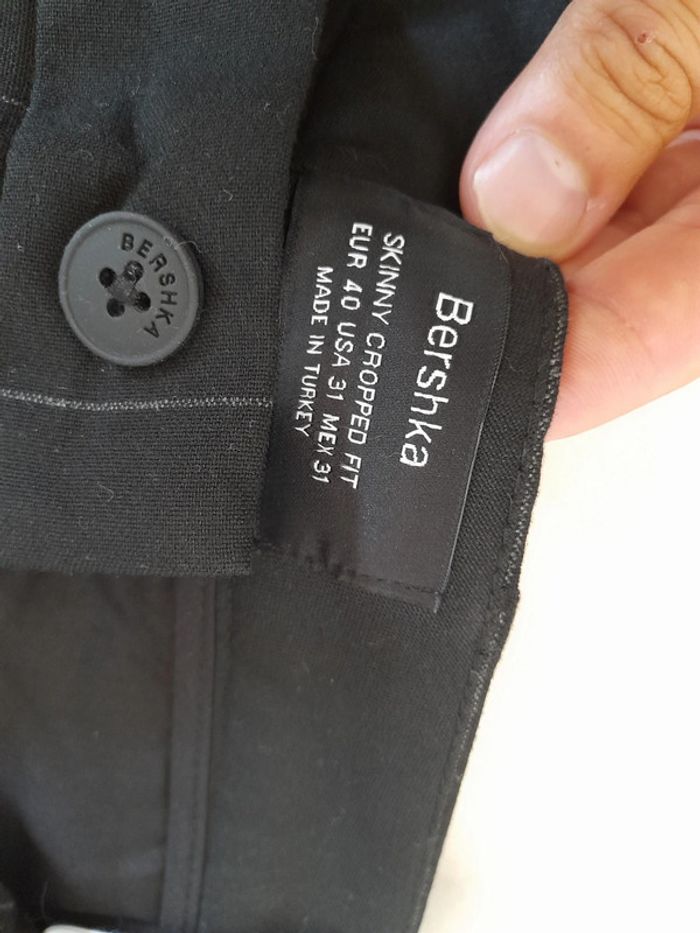 BERSHKA
Bershka
SKINNY CROPPED FIT
EUR 40 USA 31 MEX 31
MADE IN TURKEY